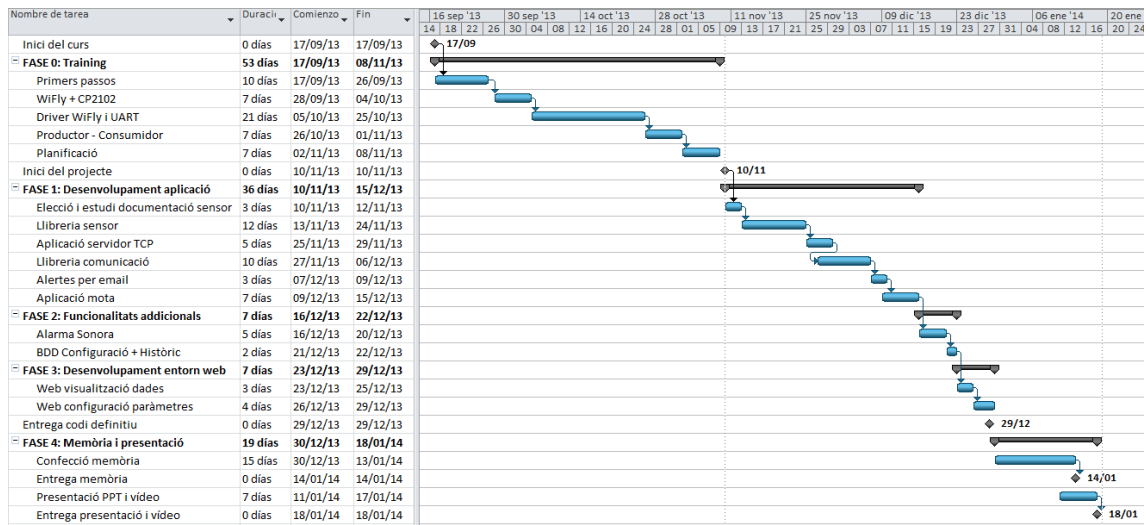 Nombre de tarea Duració Comienzo Fin 16 sep '13 30 sep '13 14 oct '13 28 oct '13 11 nov '13 25 nov '13 09 dic '13 23 dic '13 06 ene '14 20 ene
14 18 22 26 30 04 08 12 16 20 24 28 01 05 09 13 17 21 25 29 03 07 11 15 19 23 27 31 04 08 12 16 20 24
Inici del curs 0 días 17/09/13 17/09/13 17/09
FASE 0: Training 53 días 17/09/13 08/11/13
Primers passos 10 días 17/09/13 26/09/13
WiFly + CP2102 7 días 28/09/13 04/10/13
Driver WiFly i UART 21 días 05/10/13 25/10/13
Productor - Consumidor 7 días 26/10/13 01/11/13
Planificació 7 días 02/11/13 08/11/13
Inici del projecte 0 días 10/11/13 10/11/13 10/11
FASE 1: Desenvolupament aplicació 36 días 10/11/13 15/12/13
Elecció i estudi documentació sensor 3 días 10/11/13 12/11/13
Llibreria sensor 12 días 13/11/13 24/11/13
Aplicació servidor TCP 5 días 25/11/13 29/11/13
Llibreria comunicació 10 días 27/11/13 06/12/13
Alertes per email 3 días 07/12/13 09/12/13
Aplicació mota 7 días 09/12/13 15/12/13
FASE 2: Funcionalitats addicionals 7 días 16/12/13 22/12/13
Alarma Sonora 5 días 16/12/13 20/12/13
BDD Configuració + Històric 2 días 21/12/13 22/12/13
FASE 3: Desenvolupament entorn web 7 días 23/12/13 29/12/13
Web visualització dades 3 días 23/12/13 25/12/13
Web configuració paràmetres 4 días 26/12/13 29/12/13
Entrega codi definitiu 0 días 29/12/13 29/12/13 29/12
FASE 4: Memòria i presentació 19 días 30/12/13 18/01/14
Confecció memòria 15 días 30/12/13 13/01/14
Entrega memòria 0 días 14/01/14 14/01/14 14/01
Presentació PPT i vídeo 7 días 11/01/14 17/01/14
Entrega presentació i vídeo 0 días 18/01/14 18/01/14 18/01